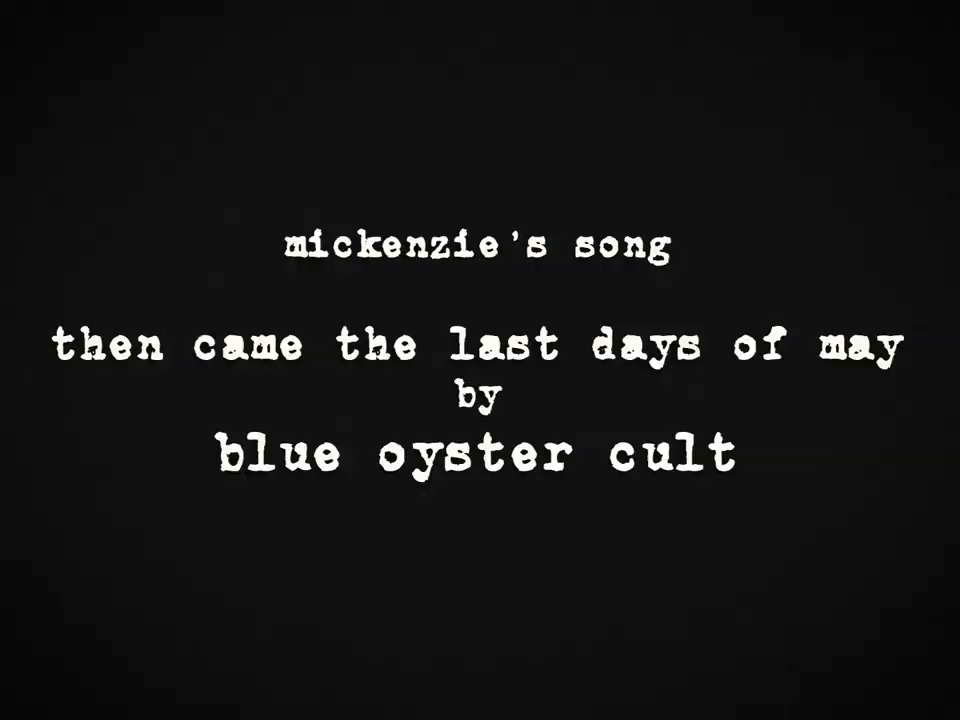 mickenzie's song
then came the last days of may
by
blue oyster cult